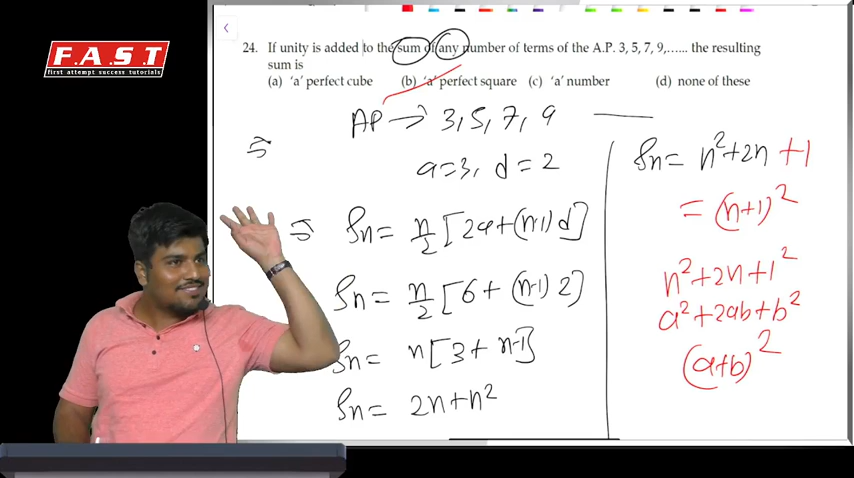 F.A.S.T
first attempt success tutorials
24. If unity is added to the sum of any number of terms of the A.P. 3, 5, 7, 9,...... the resulting
sum is
(a) 'a' perfect cube (b) 'a' perfect square (c) 'a' number (d) none of these
AP → 3, 5, 7, 9
⇒
a=3, d=2
⇒ Sn = n/2 [2a+(n-1)d]
Sn = n/2 [6+(n-1)2]
Sn = n[3+n-1]
Sn = 2n+n²
Sn = n²+2n +1
= (n+1)²
n²+2n+1²
a²+2ab+b²
(a+b)²